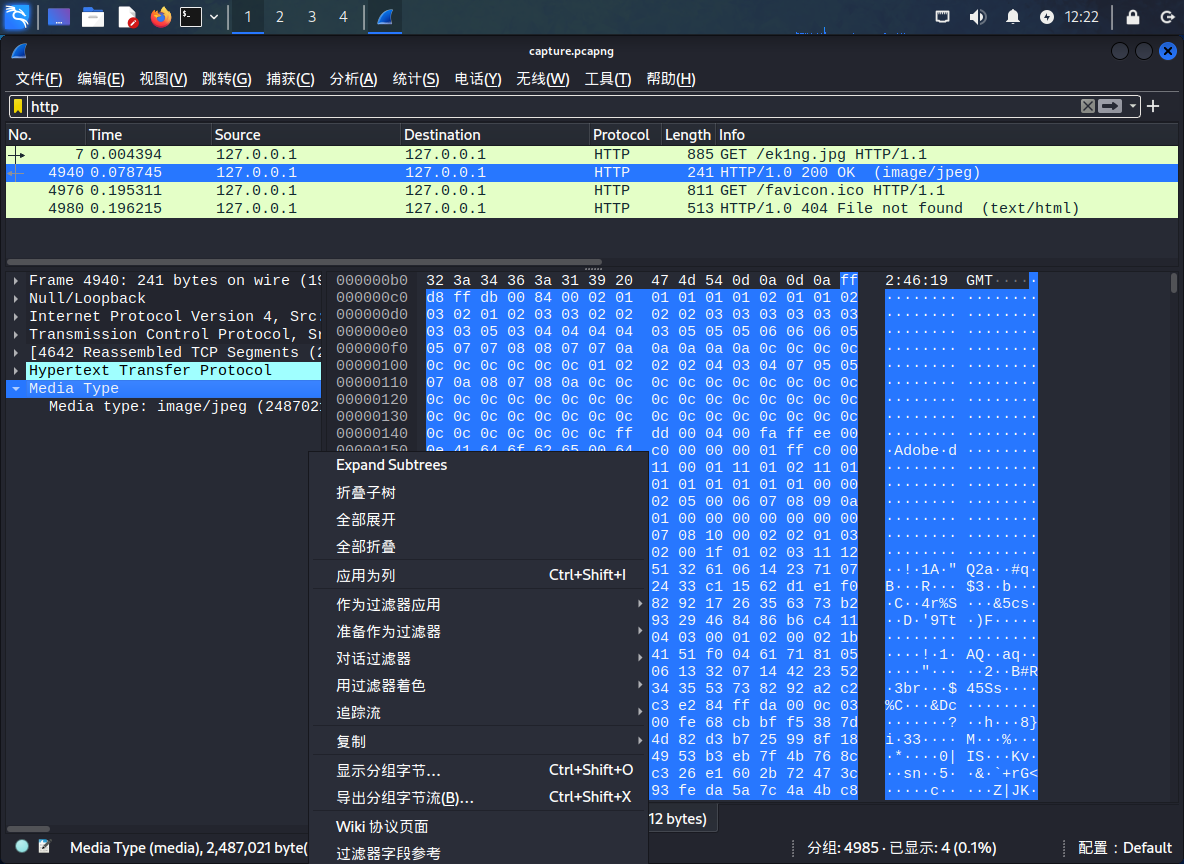 1 2 3 4 12:22
capture.pcapng
文件(F) 编辑(E) 视图(V) 跳转(G) 捕获(C) 分析(A) 统计(S) 电话(Y) 无线(W) 工具(T) 帮助(H)
http
No. Time Source Destination Protocol Length Info
7 0.004394 127.0.0.1 127.0.0.1 HTTP 885 GET /ek1ng.jpg HTTP/1.1
4940 0.078745 127.0.0.1 127.0.0.1 HTTP 241 HTTP/1.0 200 OK (image/jpeg)
4976 0.195311 127.0.0.1 127.0.0.1 HTTP 811 GET /favicon.ico HTTP/1.1
4980 0.196215 127.0.0.1 127.0.0.1 HTTP 513 HTTP/1.0 404 File not found (text/html)
Frame 4940: 241 bytes on wire (19
Null/Loopback
Internet Protocol Version 4, Src:
Transmission Control Protocol, Sr
[4642 Reassembled TCP Segments (2
Hypertext Transfer Protocol
Media Type
Media type: image/jpeg (248702
000000b0 32 3a 34 36 3a 31 39 20 47 4d 54 0d 0a 0d 0a ff 2:46:19 GMT·····
000000c0 d8 ff db 00 84 00 02 01 01 01 01 01 02 01 01 02 ········ ········
000000d0 03 02 01 02 03 03 02 02 02 02 03 03 03 03 03 03 ········ ········
000000e0 03 03 05 03 04 04 04 04 03 05 05 05 06 06 06 05 ········ ········
000000f0 05 07 07 08 08 07 07 0a 0a 0a 0a 0a 0c 0c 0c 0c ········ ········
00000100 0c 0c 0c 0c 0c 0c 01 02 02 02 04 03 04 07 05 05 ········ ········
00000110 07 0a 08 07 08 0a 0c 0c 0c 0c 0c 0c 0c 0c 0c 0c ········ ········
00000120 0c 0c 0c 0c 0c 0c 0c 0c 0c 0c 0c 0c 0c 0c 0c 0c ········ ········
00000130 0c 0c 0c 0c 0c 0c 0c 0c 0c 0c 0c 0c 0c 0c 0c 0c ········ ········
00000140 0c 0c 0c 0c 0c 0c 0c ff dd 00 04 00 fa ff ee 00 ········ ········
00000150 0e 41 64 6f 62 65 00 64 c0 00 00 00 01 ff c0 00 ·Adobe·d ········
11 00 11 01 11 02 11 01 ········ ········
01 01 01 01 01 01 00 00 ········ ········
02 05 00 06 07 08 09 0a ········ ········
01 00 00 00 00 00 00 00 ········ ········
07 08 10 00 02 02 01 03 ········ ········
02 00 1f 01 02 03 11 12 ········ ········
51 32 61 06 14 23 71 07 ··!·1A·" Q2a··#q·
24 33 c1 15 62 d1 e1 f0 B···R··· $3··b···
82 92 17 26 35 63 73 b2 ·C··4r%S ···&5cs·
93 29 46 84 86 b6 c4 11 ··D·'9Tt ·)F·····
04 03 00 01 02 00 02 1b ········ ········
41 51 f0 04 61 71 81 05 ····!·1· AQ··aq··
06 13 32 07 14 42 23 52 ····"··· ··2··B#R
34 35 53 73 82 92 a2 c2 ·3br···$ 45Ss····
c3 e2 84 ff da 00 0c 03 %C···&Dc ········
00 fe 68 cb bf f5 38 7d ·······? ··h···8}
4d 82 d3 b7 25 99 8f 18 i·33···· M···%···
49 53 b3 eb 7f 4b 76 8c ·*····0| IS···Kv·
c3 26 e1 60 2b 72 47 3c ··sn··5· ·&·`+rG<
93 fe da 5a 7c 4a 4b c8 ·····c·· ···Z|JK·
Expand Subtrees
折叠子树
全部展开
全部折叠
应用为列 Ctrl+Shift+I
作为过滤器应用
准备作为过滤器
对话过滤器
用过滤器着色
追踪流
复制
显示分组字节… Ctrl+Shift+O
导出分组字节流(B)… Ctrl+Shift+X
Wiki 协议页面
过滤器字段参考
12 bytes)
Media Type (media), 2,487,021 byte( 分组: 4985 · 已显示: 4 (0.1%) 配置：Default